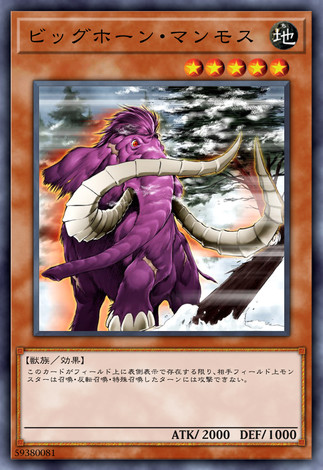 ビッグホーン・マンモス
地
【獣族／効果】
このカードがフィールド上に表側表示で存在する限り、相手フィールド上モン
スターは召喚・反転召喚・特殊召喚したターンには攻撃できない。
ATK/ 2000 DEF/1000
59380081